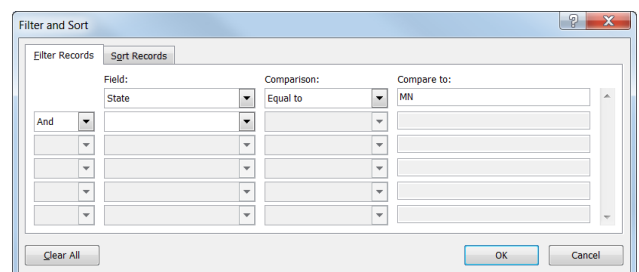 Filter and Sort
Filter Records Sort Records
Field: Comparison: Compare to:
State Equal to MN
And
Clear All OK Cancel